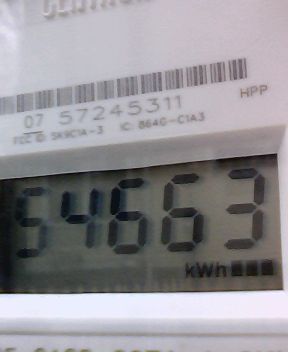 07 57245311
HPP
FCC ID SK9C1A-3 IC: 864G-C1A3
54663
kWh